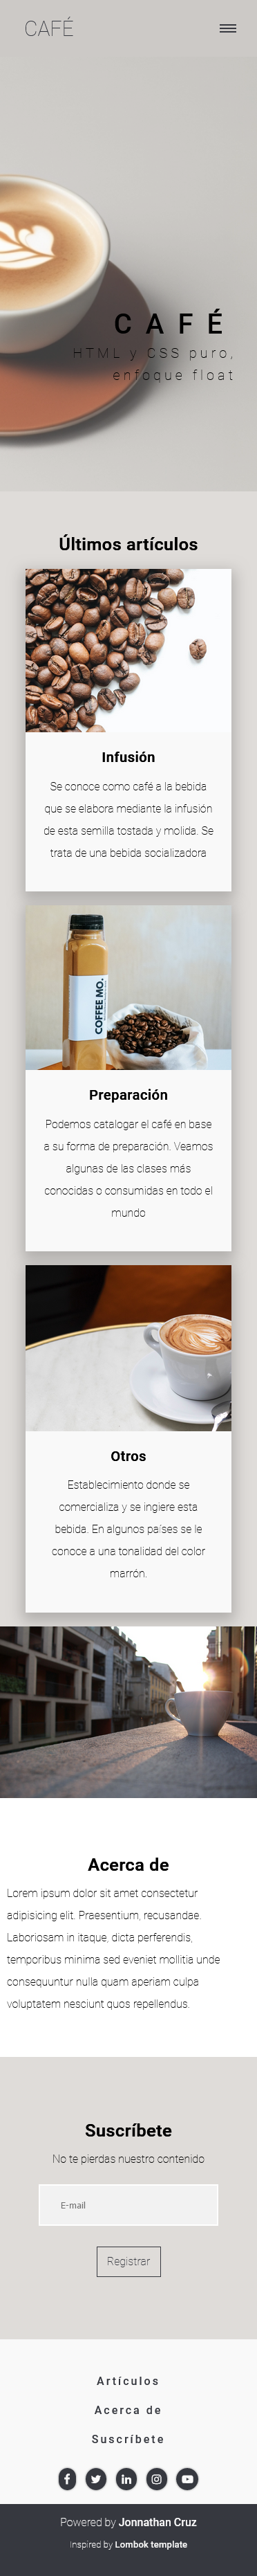 CAFÉ
CAFÉ
HTML y CSS puro,
enfoque float
Últimos artículos
Infusión
Se conoce como café a la bebida
que se elabora mediante la infusión
de esta semilla tostada y molida. Se
trata de una bebida socializadora
COFFEE MO.
Preparación
Podemos catalogar el café en base
a su forma de preparación. Veamos
algunas de las clases más
conocidas o consumidas en todo el
mundo
Otros
Establecimiento donde se
comercializa y se ingiere esta
bebida. En algunos países se le
conoce a una tonalidad del color
marrón.
Acerca de
Lorem ipsum dolor sit amet consectetur
adipisicing elit. Praesentium, recusandae.
Laboriosam in itaque, dicta perferendis,
temporibus minima sed eveniet mollitia unde
consequuntur nulla quam aperiam culpa
voluptatem nesciunt quos repellendus.
Suscríbete
No te pierdas nuestro contenido
E-mail
Registrar
Artículos
Acerca de
Suscríbete
Powered by Jonnathan Cruz
Inspired by Lombok template